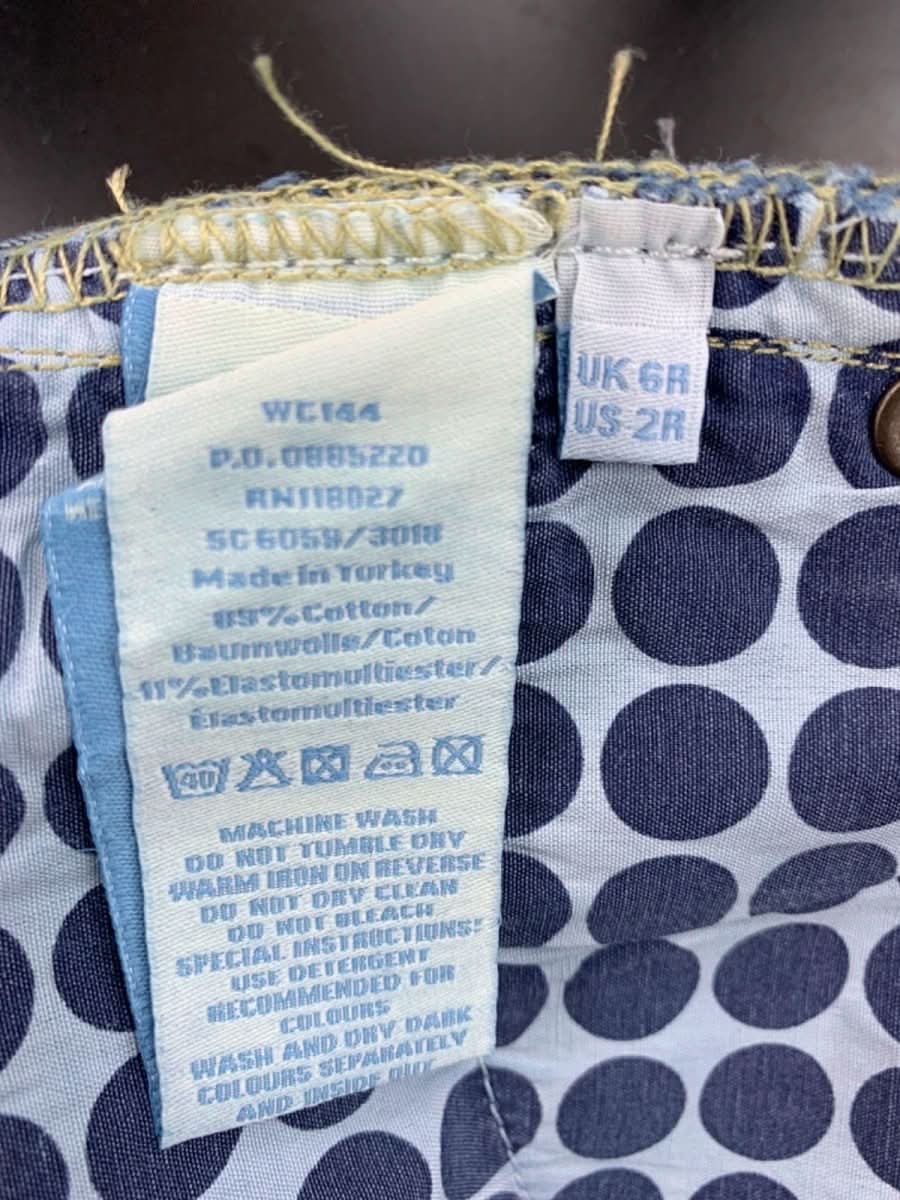 UK 6R
US 2R
WC144
P.O.0885220
RN118027
SC6059/3018
Made in Turkey
89%Cotton/
Baumwolle/Coton
11%Elastomultiester/
Élastomultiester
40
MACHINE WASH
DO NOT TUMBLE DRY
WARM IRON ON REVERSE
DO NOT DRY CLEAN
DO NOT BLEACH
SPECIAL INSTRUCTIONS:
USE DETERGENT
RECOMMENDED FOR
COLOURS
WASH AND DRY DARK
COLOURS SEPARATELY
AND INSIDE OUT